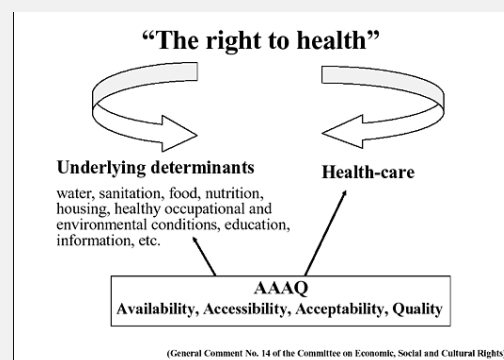 “The right to health”
Underlying determinants
water, sanitation, food, nutrition,
housing, healthy occupational and
environmental conditions, education,
information, etc.
Health-care
AAAQ
Availability, Accessibility, Acceptability, Quality
(General Comment No. 14 of the Committee on Economic, Social and Cultural Rights